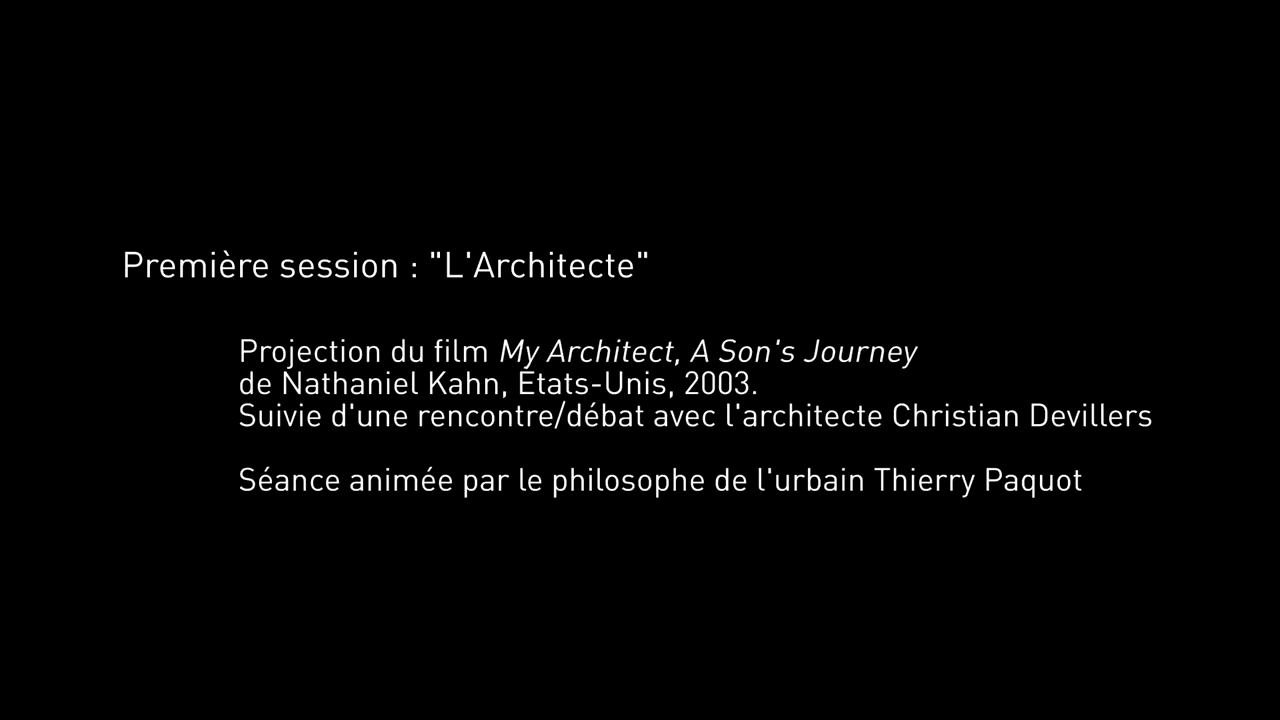 Première session : "L'Architecte"
Projection du film My Architect, A Son's Journey
de Nathaniel Kahn, États-Unis, 2003.
Suivie d'une rencontre/débat avec l'architecte Christian Devillers
Séance animée par le philosophe de l'urbain Thierry Paquot